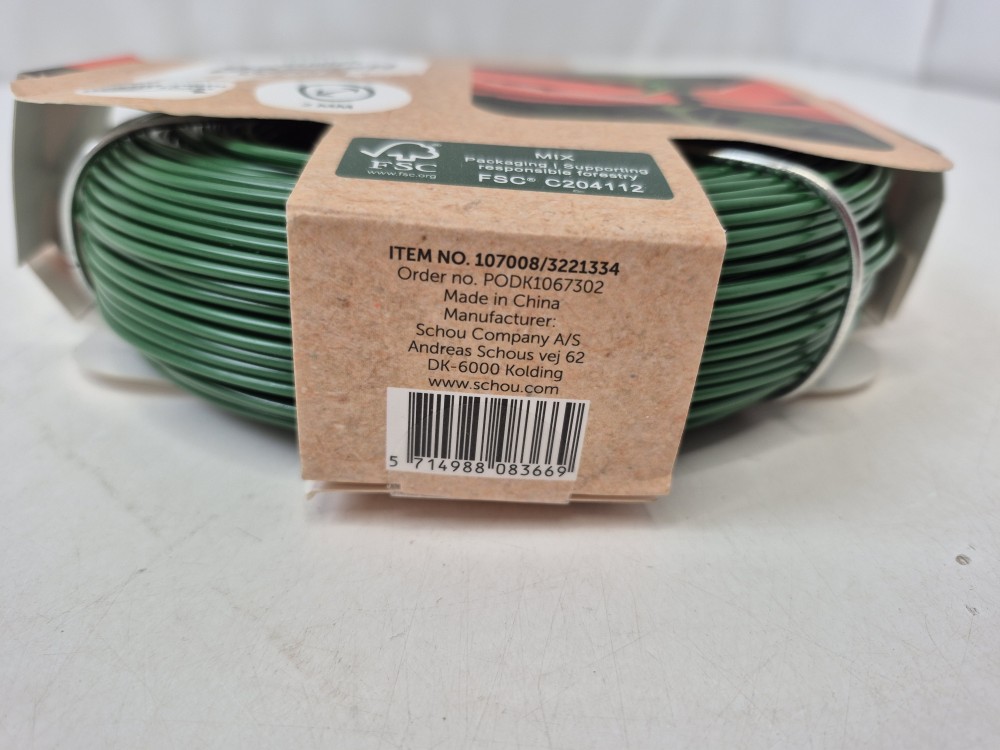 FSC
www.fsc.org
MIX
Packaging | Supporting
responsible forestry
FSC® C204112
ITEM NO. 107008/3221334
Order no. PODK1067302
Made in China
Manufacturer:
Schou Company A/S
Andreas Schous vej 62
DK-6000 Kolding
www.schou.com
5 714988 083669